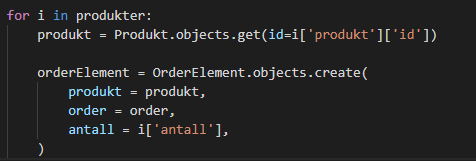 for i in produkter:
    produkt = Produkt.objects.get(id=i['produkt']['id'])
    orderElement = OrderElement.objects.create(
        produkt = produkt,
        order = order,
        antall = i['antall'],
    )